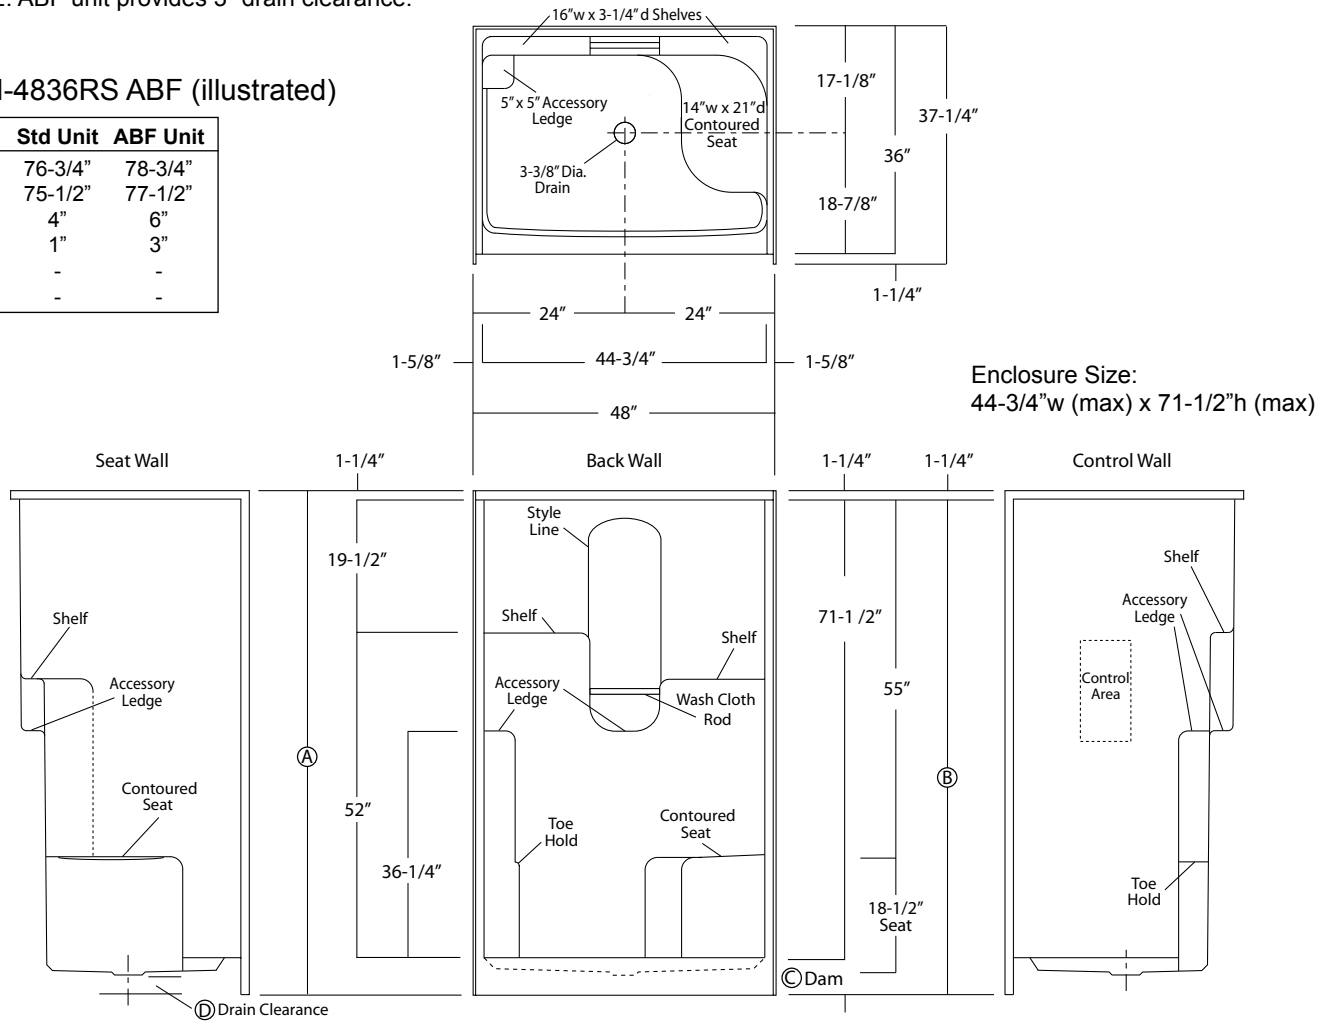 ABF unit provides 3" drain clearance.
-4836RS ABF (illustrated)
Std Unit ABF Unit
76-3/4” 78-3/4”
75-1/2” 77-1/2”
4” 6”
1” 3”
- -
- -
16”w x 3-1/4” d Shelves
5” x 5” Accessory
Ledge
14”w x 21”d
Contoured
Seat
3-3/8” Dia.
Drain
17-1/8”
37-1/4”
36”
18-7/8”
1-1/4”
24” 24”
1-5/8” 44-3/4” 1-5/8”
48”
Enclosure Size:
44-3/4”w (max) x 71-1/2”h (max)
Seat Wall
1-1/4”
Back Wall
1-1/4”
1-1/4”
Control Wall
Shelf
Accessory
Ledge
Contoured
Seat
D Drain Clearance
A
19-1/2”
52”
36-1/4”
Style
Line
Shelf
Shelf
Accessory
Ledge
Wash Cloth
Rod
Toe
Hold
Contoured
Seat
71-1 /2”
55”
18-1/2”
Seat
C Dam
B
Shelf
Accessory
Ledge
Control
Area
Toe
Hold